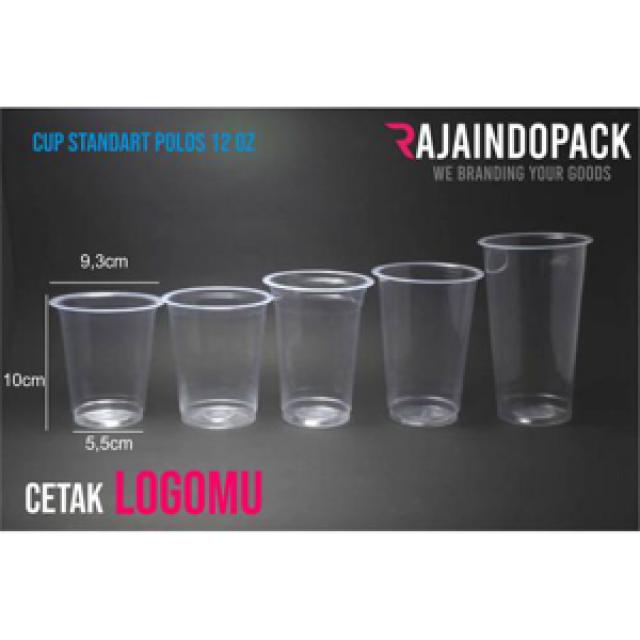 CUP STANDART POLOS 12 OZ
RAJAINDOPACK
WE BRANDING YOUR GOODS
9,3cm
10cm
5,5cm
CETAK LOGOMU